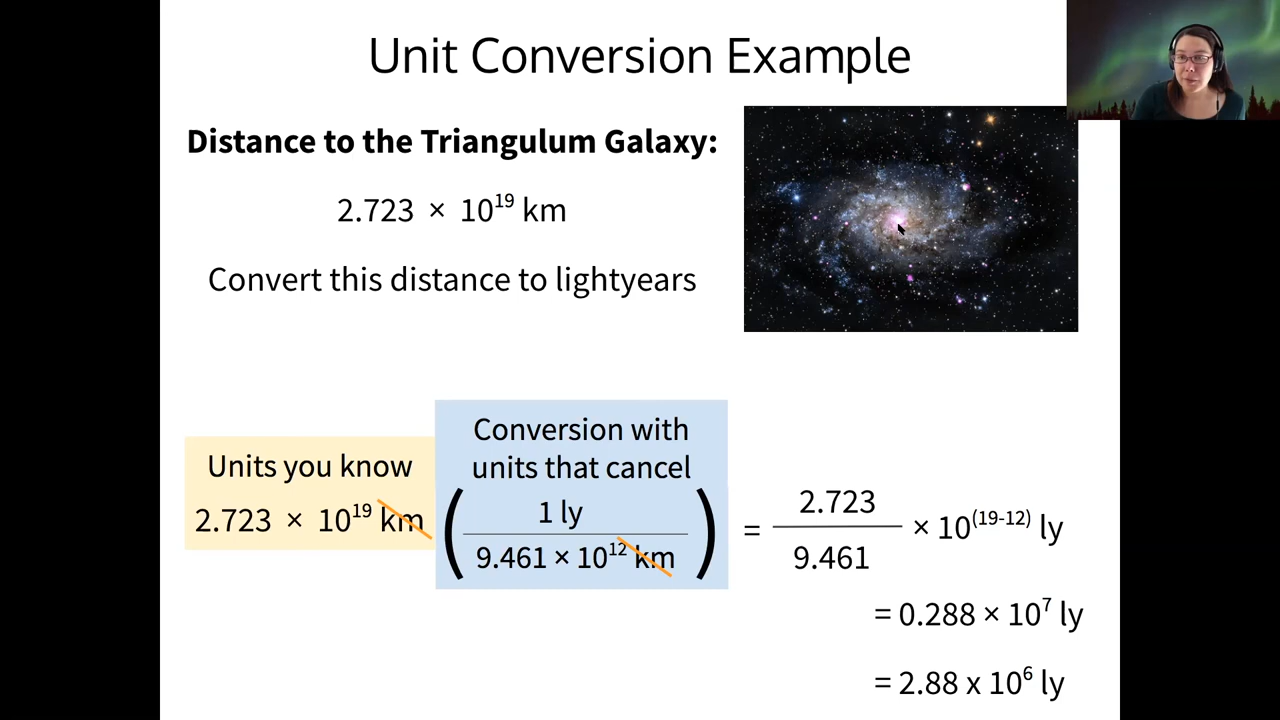 Unit Conversion Example
Distance to the Triangulum Galaxy:
2.723 × 10¹⁹ km
Convert this distance to lightyears
Units you know
2.723 × 10¹⁹ km
Conversion with
units that cancel
( 1 ly
9.461 × 10¹² km )
=
2.723
9.461
× 10⁽¹⁹⁻¹²⁾ ly
= 0.288 × 10⁷ ly
= 2.88 x 10⁶ ly